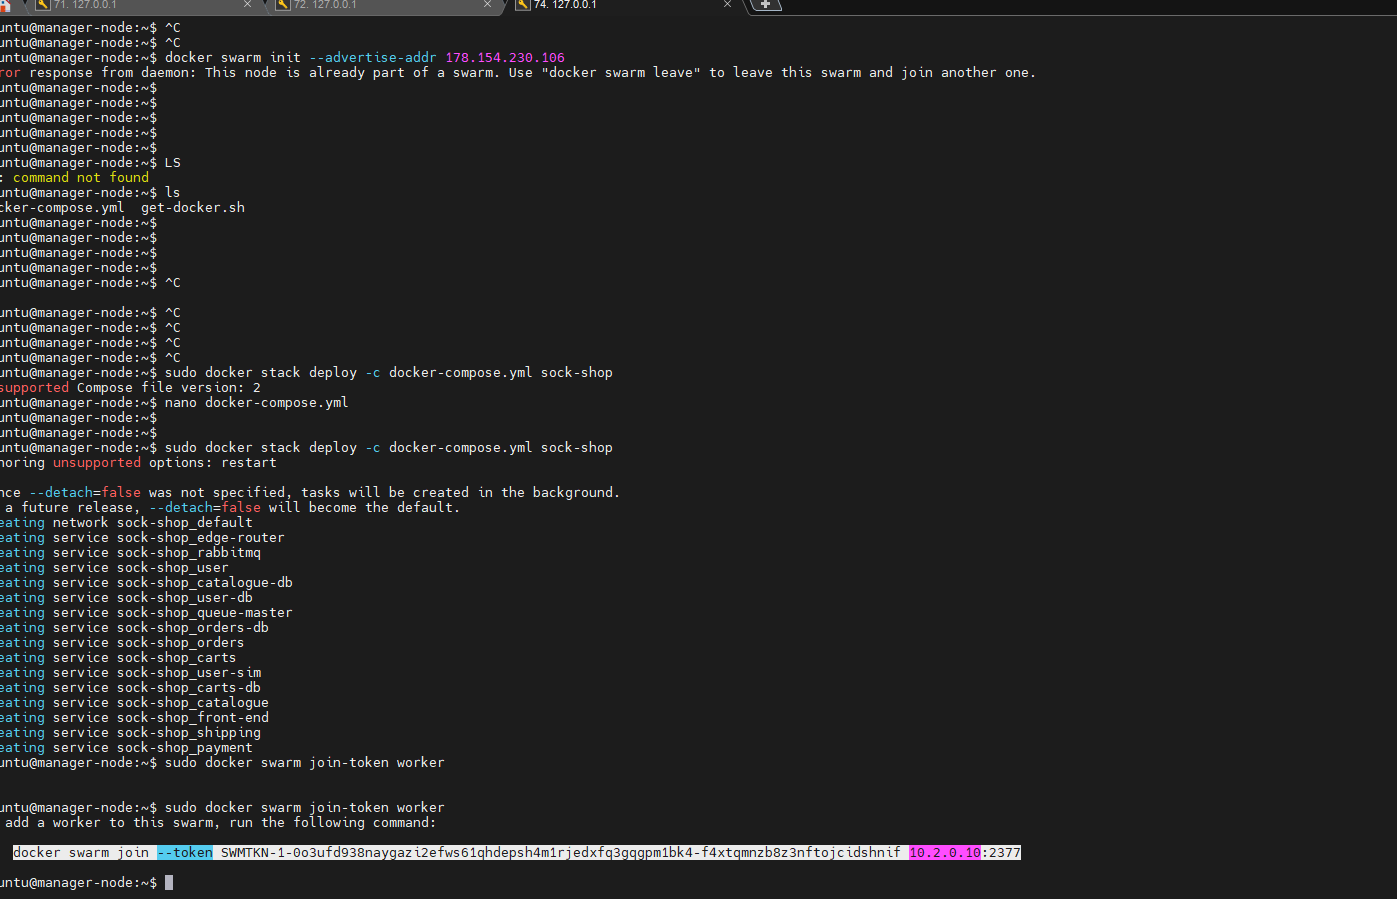 71. 127.0.0.1
72. 127.0.0.1
74. 127.0.0.1
untu@manager-node:~$ ^C
untu@manager-node:~$ ^C
untu@manager-node:~$ docker swarm init --advertise-addr 178.154.230.106
ror response from daemon: This node is already part of a swarm. Use "docker swarm leave" to leave this swarm and join another one.
untu@manager-node:~$
untu@manager-node:~$
untu@manager-node:~$
untu@manager-node:~$
untu@manager-node:~$
untu@manager-node:~$ LS
: command not found
untu@manager-node:~$ ls
cker-compose.yml  get-docker.sh
untu@manager-node:~$
untu@manager-node:~$
untu@manager-node:~$
untu@manager-node:~$
untu@manager-node:~$ ^C
untu@manager-node:~$ ^C
untu@manager-node:~$ ^C
untu@manager-node:~$ ^C
untu@manager-node:~$ ^C
untu@manager-node:~$ sudo docker stack deploy -c docker-compose.yml sock-shop
supported Compose file version: 2
untu@manager-node:~$ nano docker-compose.yml
untu@manager-node:~$
untu@manager-node:~$
untu@manager-node:~$ sudo docker stack deploy -c docker-compose.yml sock-shop
noring unsupported options: restart
nce --detach=false was not specified, tasks will be created in the background.
a future release, --detach=false will become the default.
eating network sock-shop_default
eating service sock-shop_edge-router
eating service sock-shop_rabbitmq
eating service sock-shop_user
eating service sock-shop_catalogue-db
eating service sock-shop_user-db
eating service sock-shop_queue-master
eating service sock-shop_orders-db
eating service sock-shop_orders
eating service sock-shop_carts
eating service sock-shop_user-sim
eating service sock-shop_carts-db
eating service sock-shop_catalogue
eating service sock-shop_front-end
eating service sock-shop_shipping
eating service sock-shop_payment
untu@manager-node:~$ sudo docker swarm join-token worker
untu@manager-node:~$ sudo docker swarm join-token worker
add a worker to this swarm, run the following command:
docker swarm join --token SWMTKN-1-0o3ufd938naygazi2efws61qhdepsh4m1rjedxfq3gqgpm1bk4-f4xtqmnzb8z3nftojcidshnif 10.2.0.10:2377
untu@manager-node:~$